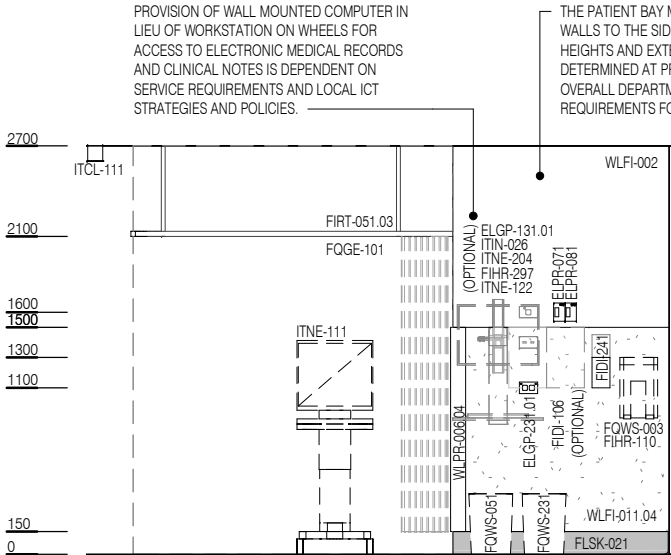 PROVISION OF WALL MOUNTED COMPUTER IN
LIEU OF WORKSTATION ON WHEELS FOR
ACCESS TO ELECTRONIC MEDICAL RECORDS
AND CLINICAL NOTES IS DEPENDENT ON
SERVICE REQUIREMENTS AND LOCAL ICT
STRATEGIES AND POLICIES.
THE PATIENT BAY M
WALLS TO THE SID
HEIGHTS AND EXTE
DETERMINED AT PR
OVERALL DEPARTM
REQUIREMENTS FO
2700
ITCL-111
WLFI-002
FIRT-051.03
2100
FQGE-101
(OPTIONAL)
ELGP-131.01
ITIN-026
ITNE-204
FIHR-297
ITNE-122
ELPR-071
ELPR-081
1600
1500
ITNE-111
1300
1100
FIDI-241
WLPR-006.04
ELGP-231.01
FIDI-106
(OPTIONAL)
FQWS-003
FIHR-110
FQWS-051
FQWS-231
WLFI-011.04
150
FLSK-021
0